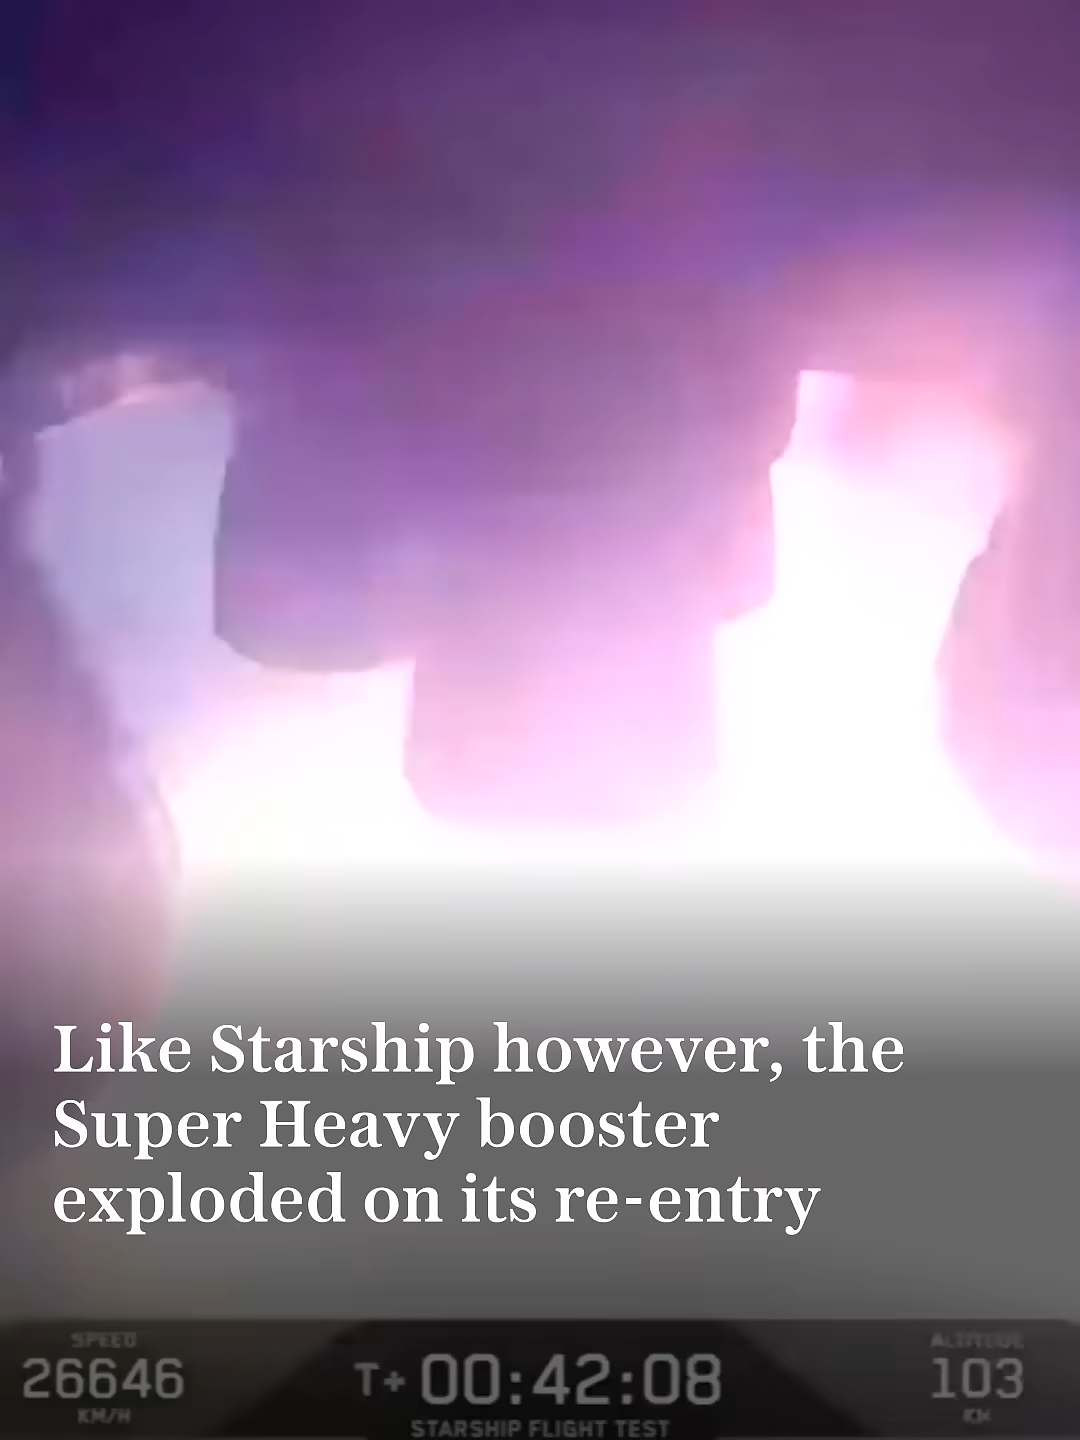 Like Starship however, the
Super Heavy booster
exploded on its re-entry
SPEED
26646
KM/H
T+ 00:42:08
STARSHIP FLIGHT TEST
ALTITUDE
103
KM